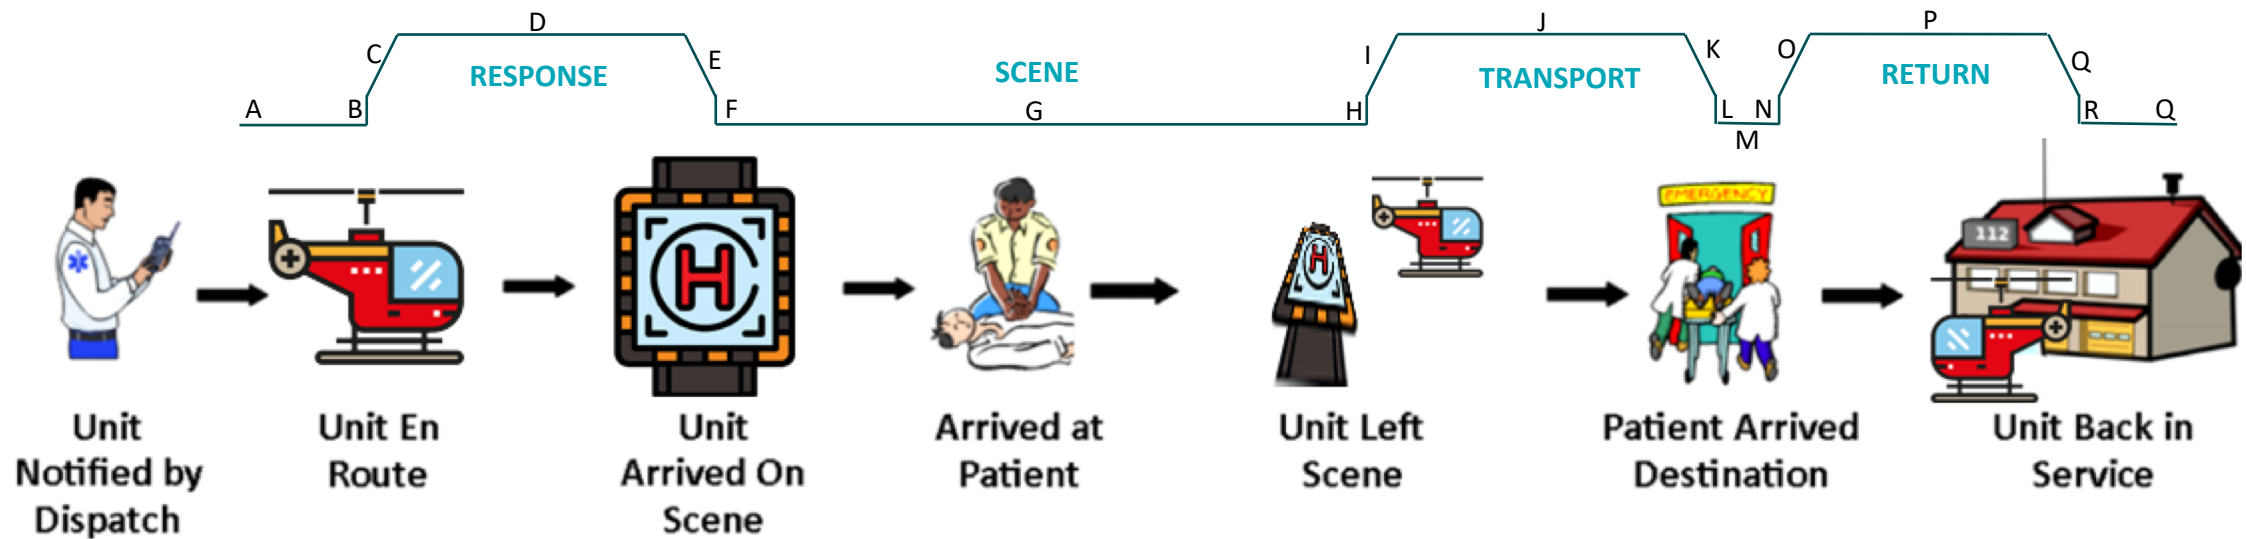 A
B
C
D
E
F
G
H
I
J
K
L
M
N
O
P
Q
R
Q
RESPONSE
SCENE
TRANSPORT
RETURN
H
H
EMERGENCY
112
Unit
Notified by
Dispatch
Unit En
Route
Unit
Arrived On
Scene
Arrived at
Patient
Unit Left
Scene
Patient Arrived
Destination
Unit Back in
Service